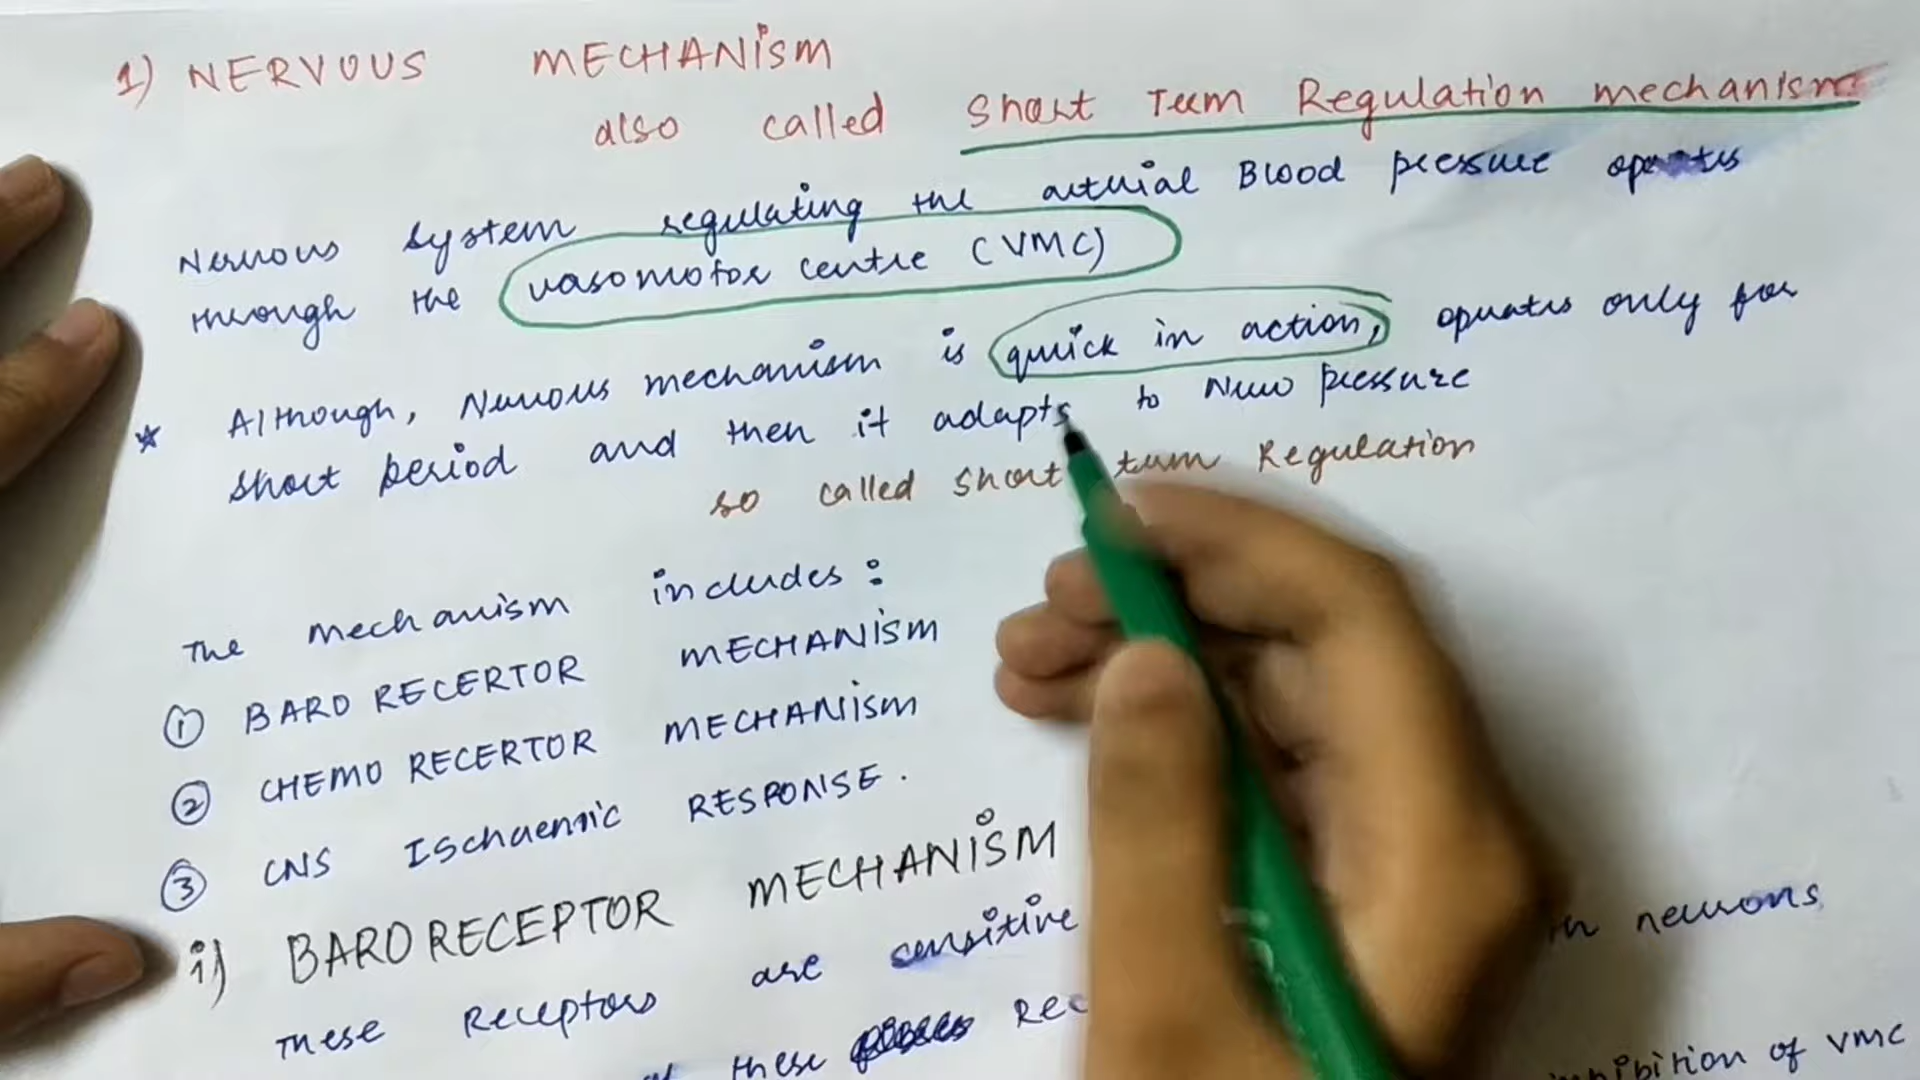 1) NERVOUS MECHANISM
also called Short Term Regulation mechanism
Nervous system regulating the arterial Blood pressure operates
through the vasomotor centre (VMC)
☆ Although, Nervous mechanism is quick in action, operates only for
short period and then it adapts to New pressure
so called short term Regulation
The mechanism includes :
① BARO RECERTOR MECHANISM
② CHEMO RECERTOR MECHANISM
③ CNS Ischaemic RESPONSE.
i) BARORECEPTOR MECHANISM
These Receptors are sensitive neurons
these Rec of VMC